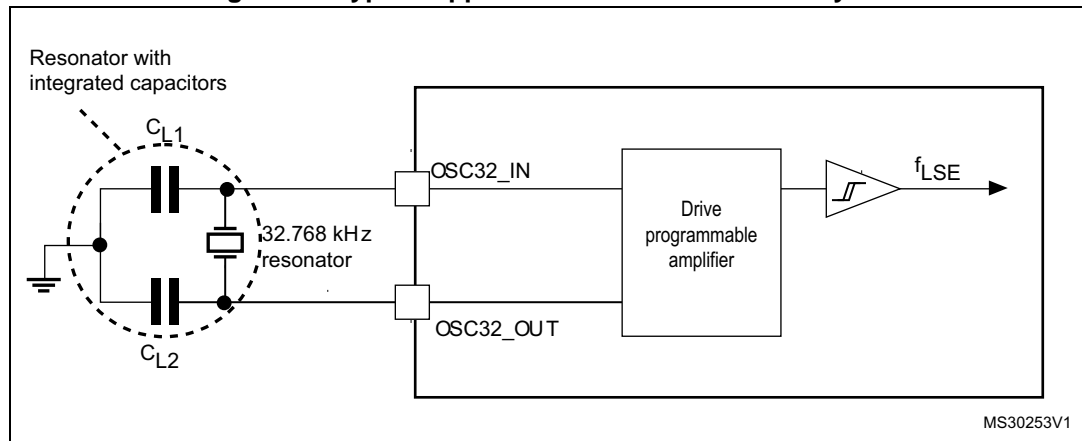 Resonator with
integrated capacitors
CL1
OSC32_IN
fLSE
32.768 kHz
resonator
Drive
programmable
amplifier
OSC32_OUT
CL2
MS30253V1